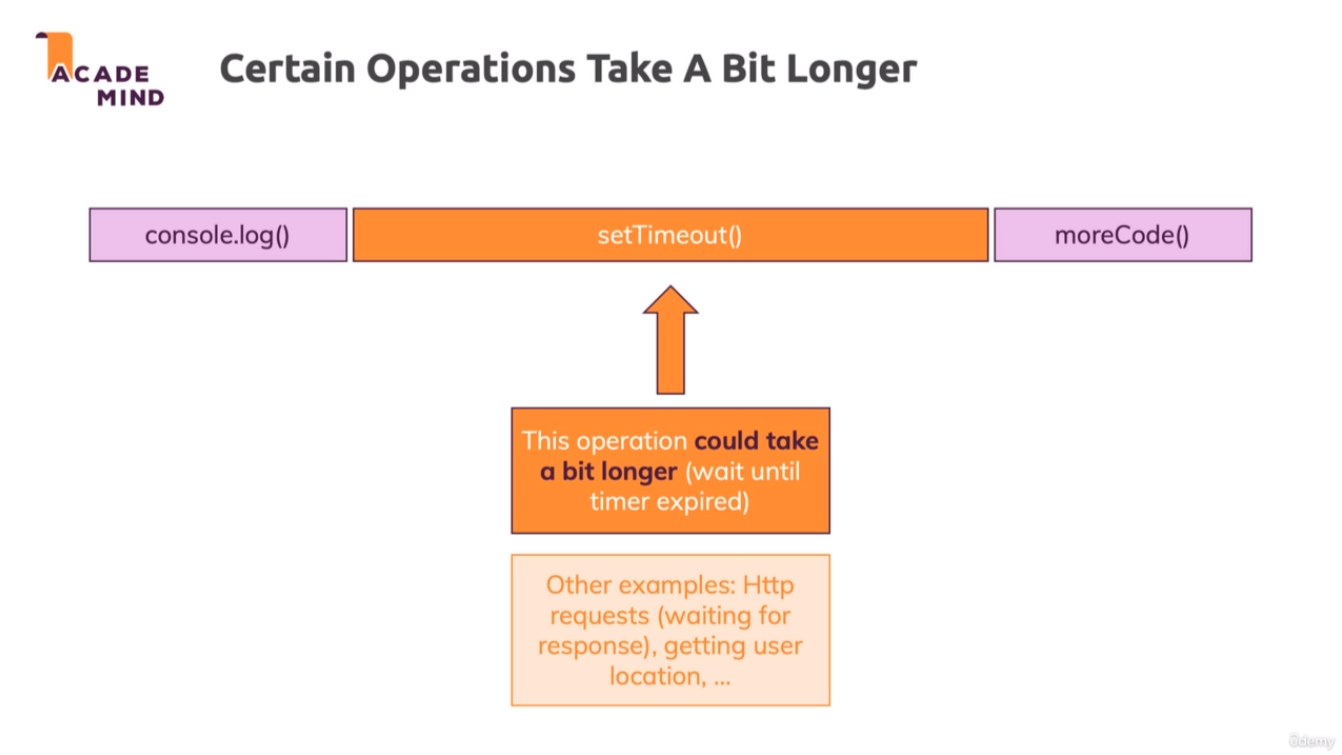 ACADE
MIND
Certain Operations Take A Bit Longer
console.log()
setTimeout()
moreCode()
This operation could take
a bit longer (wait until
timer expired)
Other examples: Http
requests (waiting for
response), getting user
location, ...
ûdemy